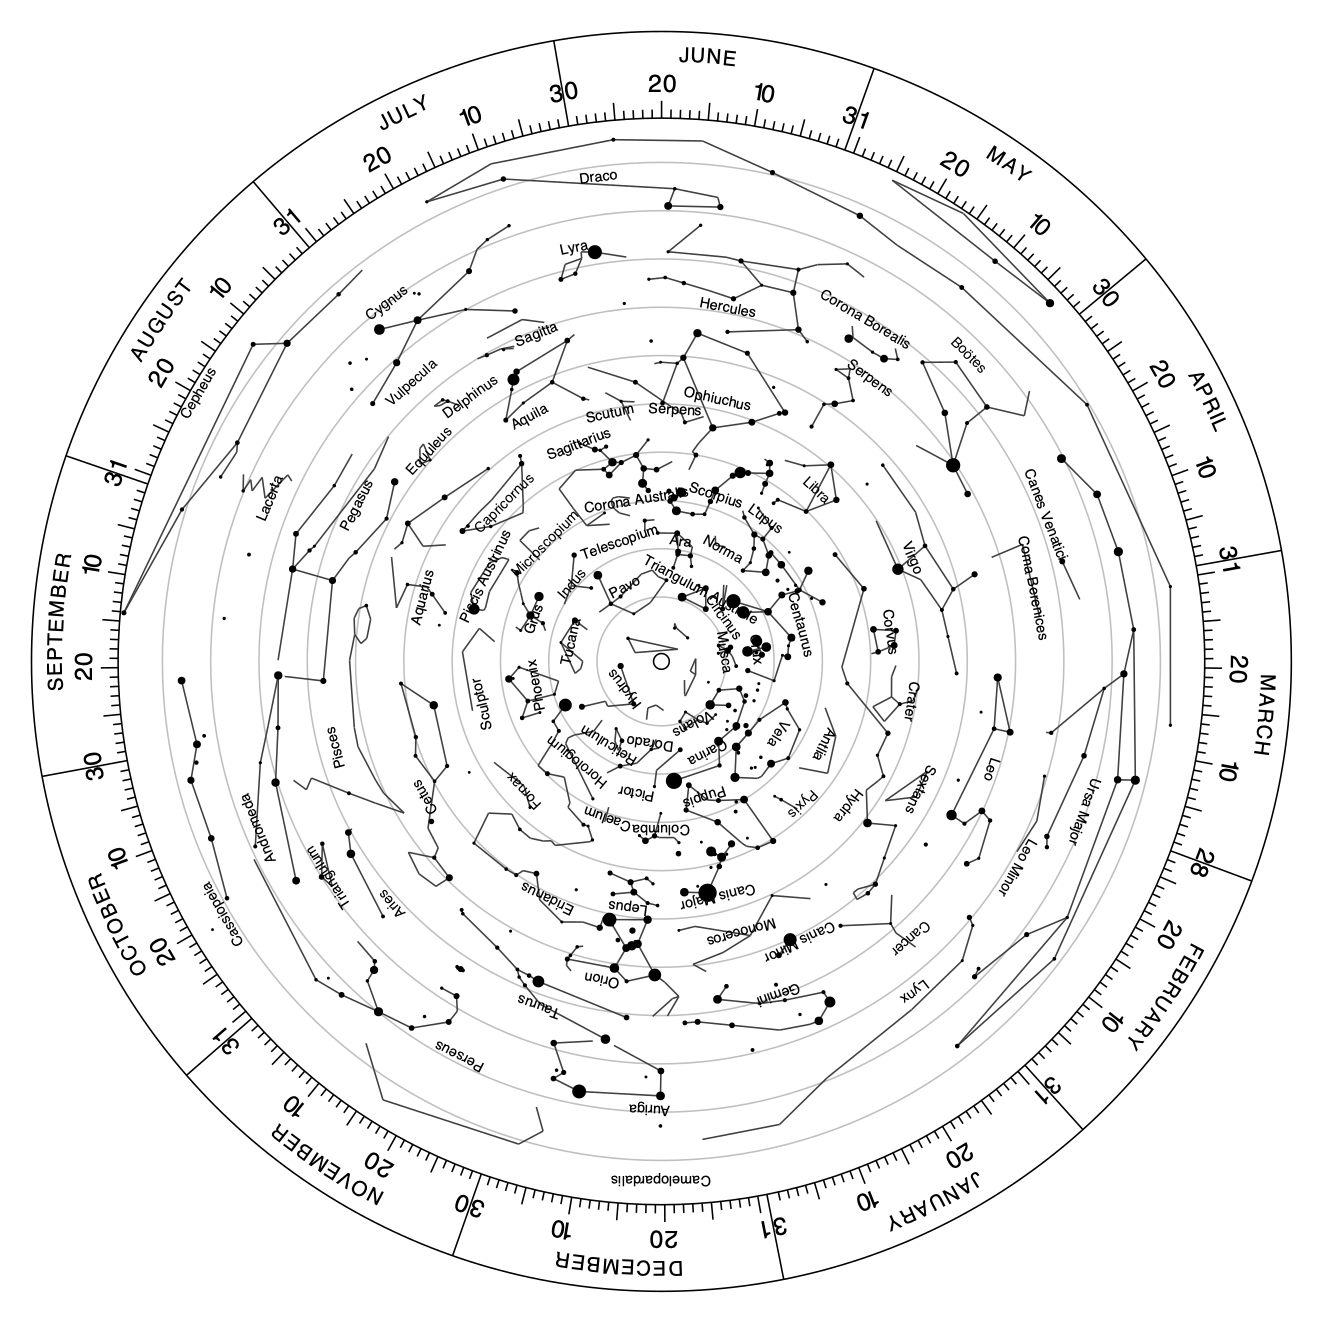 JUNE
30
20
10
31
MAY
20
10
30
APRIL
20
10
31
MARCH
20
10
28
FEBRUARY
20
10
31
JANUARY
20
10
31
DECEMBER
20
10
30
NOVEMBER
20
10
31
OCTOBER
20
10
30
SEPTEMBER
20
10
31
AUGUST
20
10
31
JULY
20
10
Draco
Lyra
Cygnus
Hercules
Corona Borealis
Boötes
Sagitta
Vulpecula
Delphinus
Aquila
Scutum
Serpens
Ophiuchus
Serpens
Cepheus
Equuleus
Sagittarius
Lacerta
Pegasus
Capricornus
Corona Australis
Scorpius
Libra
Lupus
Canes Venatici
Coma Berenices
Virgo
Microscopium
Telescopium
Ara
Norma
Piscis Austrinus
Aquarius
Indus
Pavo
Triangulum Australe
Circinus
Centaurus
Corvus
Grus
Tucana
Musca
Crux
Sculptor
Phoenix
Hydrus
Volans
Crater
Vela
Antlia
Pisces
Reticulum
Dorado
Carina
Horologium
Pictor
Puppis
Pyxis
Hydra
Sextans
Leo
Leo Minor
Ursa Major
Fornax
Cetus
Caelum
Columba
Andromeda
Triangulum
Aries
Cassiopeia
Eridanus
Lepus
Canis Major
Monoceros
Canis Minor
Cancer
Orion
Taurus
Gemini
Lynx
Perseus
Auriga
Camelopardalis